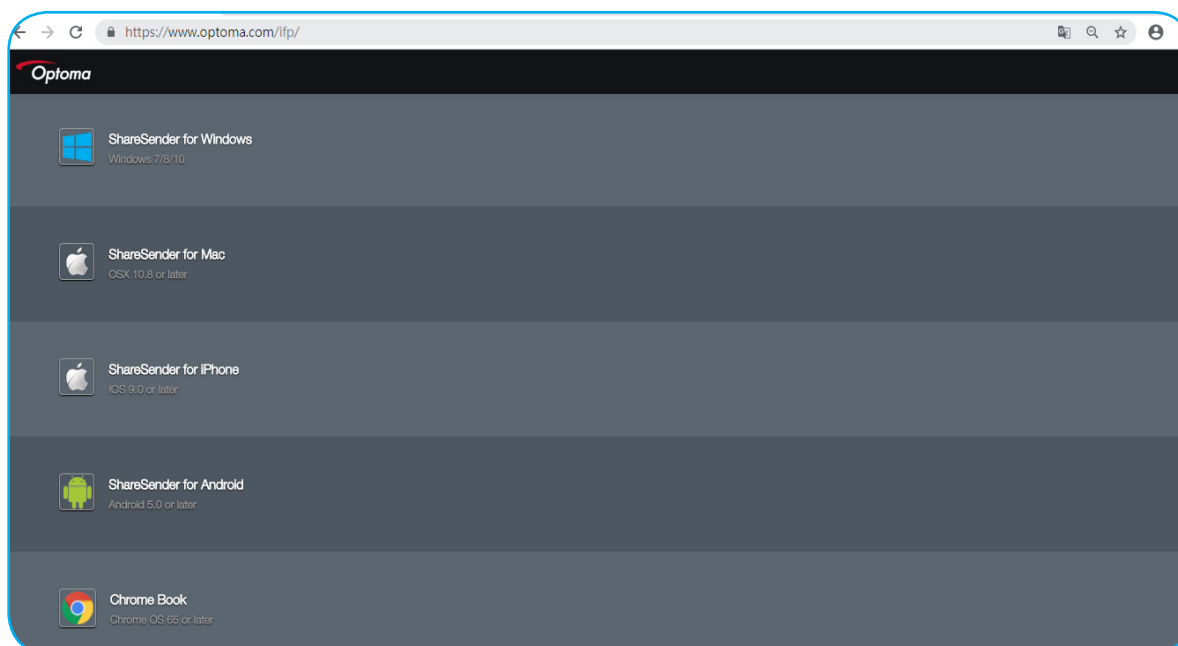 https://www.optoma.com/ifp/
Optoma
ShareSender for Windows
Windows 7/8/10
ShareSender for Mac
OSX 10.8 or later
ShareSender for iPhone
IOS 9.0 or later
ShareSender for Android
Android 5.0 or later
Chrome Book
Chrome OS 65 or later